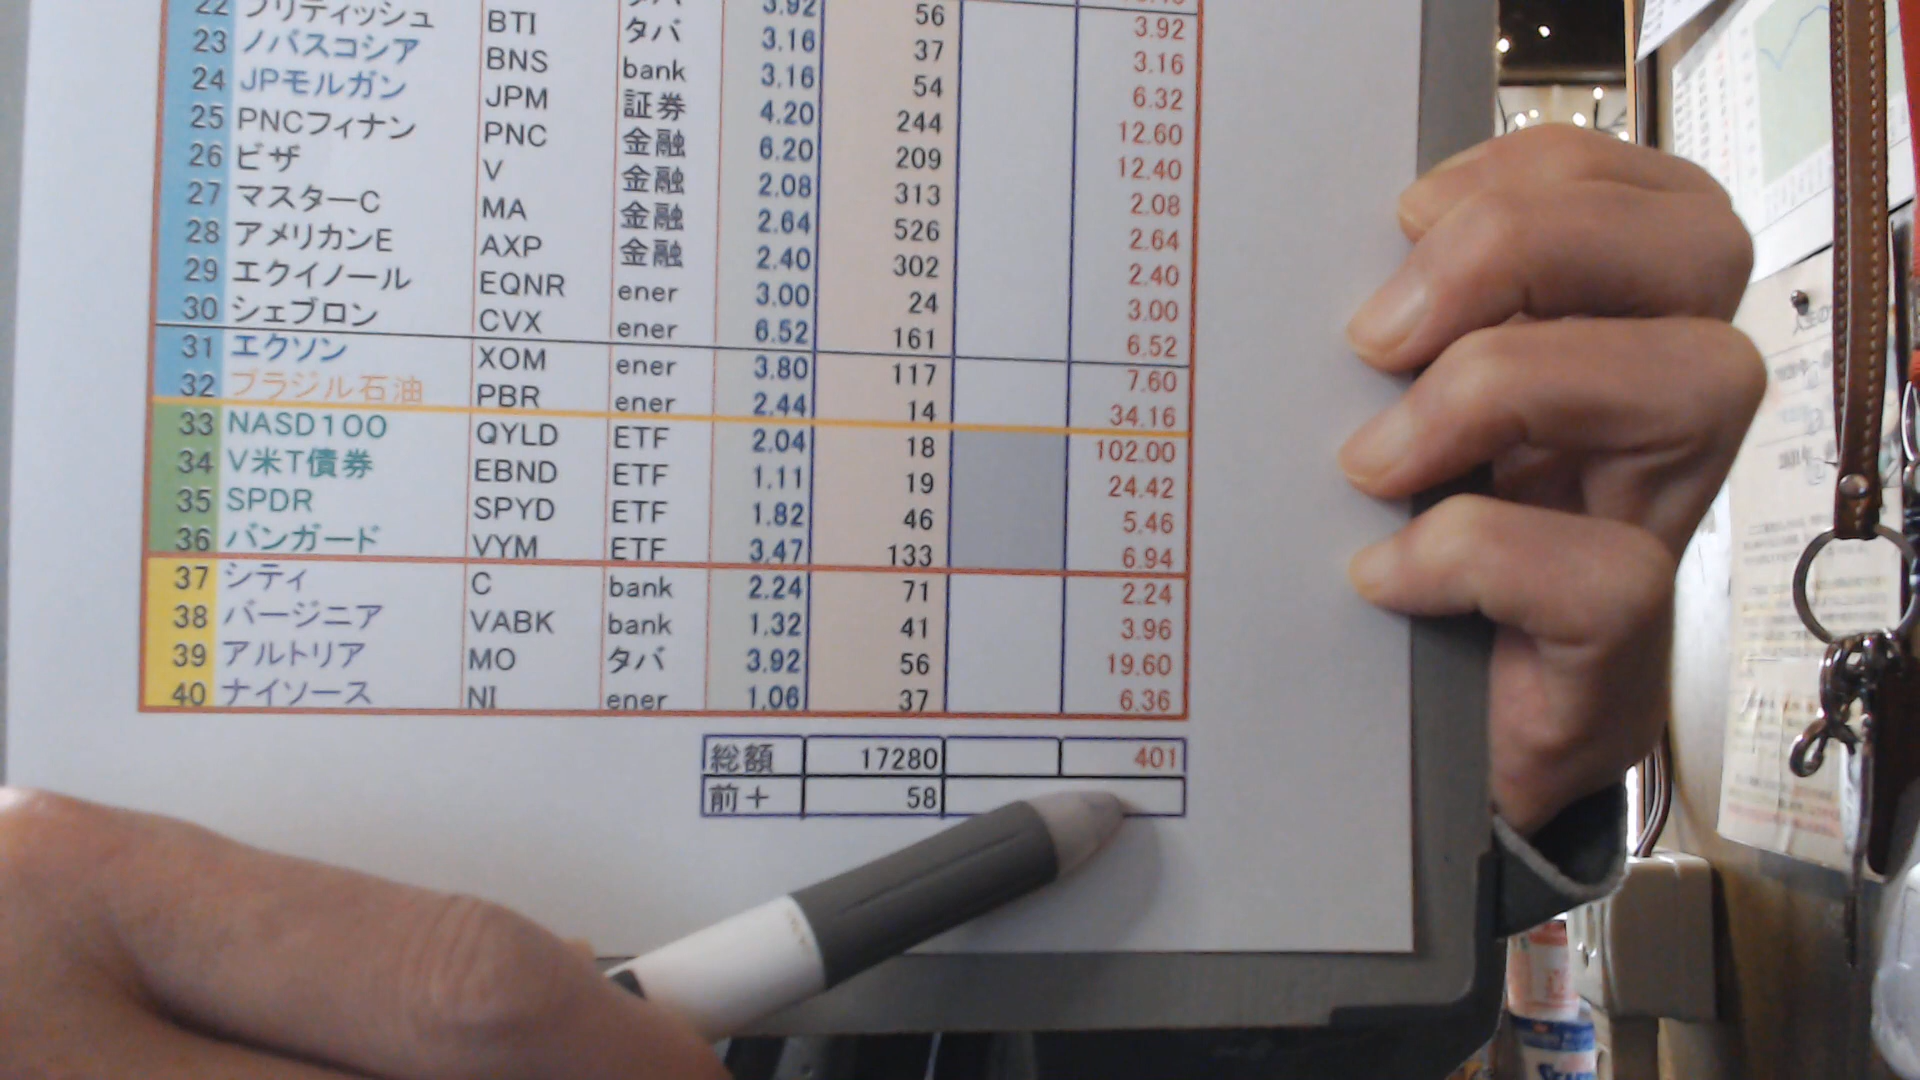 22 ブリティッシュ BTI タバ 3.92 56 3.92
23 ノバスコシア BNS bank 3.16 37 3.16
24 JPモルガン JPM 証券 3.16 54 6.32
25 PNCフィナン PNC 金融 4.20 244 12.60
26 ビザ V 金融 6.20 209 12.40
27 マスターC MA 金融 2.08 313 2.08
28 アメリカンE AXP 金融 2.64 526 2.64
29 エクイノール EQNR ener 2.40 302 2.40
30 シェブロン CVX ener 3.00 24 3.00
31 エクソン XOM ener 6.52 161 6.52
32 ブラジル石油 PBR ener 3.80 117 7.60
2.44 14 34.16
33 NASD100 QYLD ETF 2.04 18 102.00
34 V米T債券 EBND ETF 1.11 19 24.42
35 SPDR SPYD ETF 1.82 46 5.46
36 バンガード VYM ETF 3.47 133 6.94
37 シティ C bank 2.24 71 2.24
38 バージニア VABK bank 1.32 41 3.96
39 アルトリア MO タバ 3.92 56 19.60
40 ナイソース NI ener 1.06 37 6.36
総額 17280 401
前＋ 58